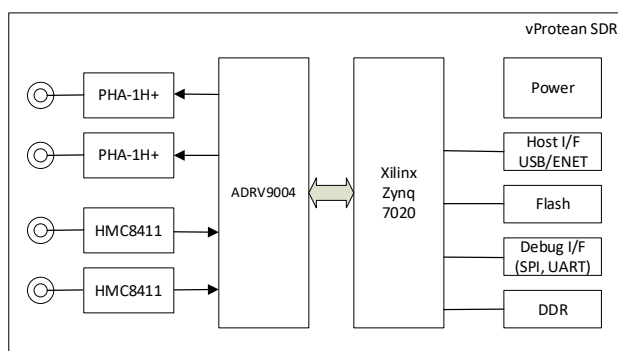 vProtean SDR
PHA-1H+
PHA-1H+
HMC8411
HMC8411
ADRV9004
Xilinx
Zynq
7020
Power
Host I/F
USB/ENET
Flash
Debug I/F
(SPI, UART)
DDR